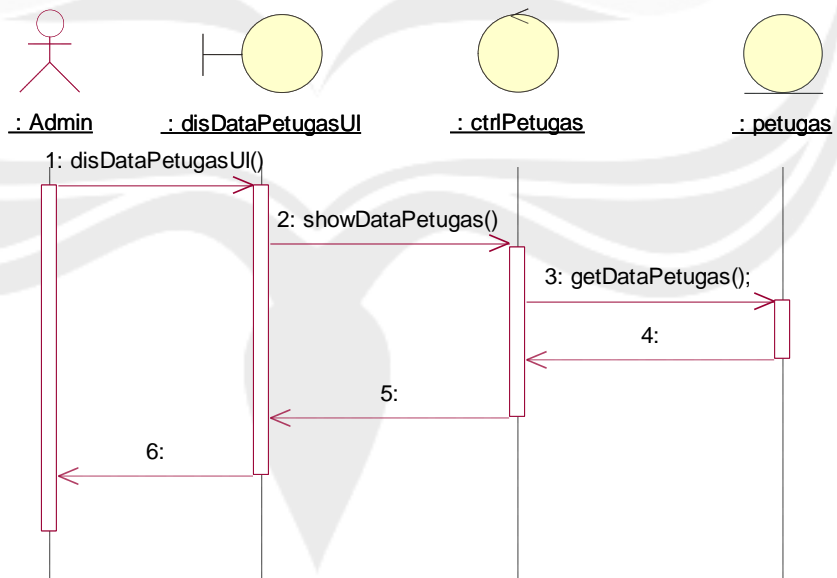 : Admin
: disDataPetugasUI
: ctrlPetugas
: petugas
1: disDataPetugasUI()
2: showDataPetugas()
3: getDataPetugas();
4:
5:
6: